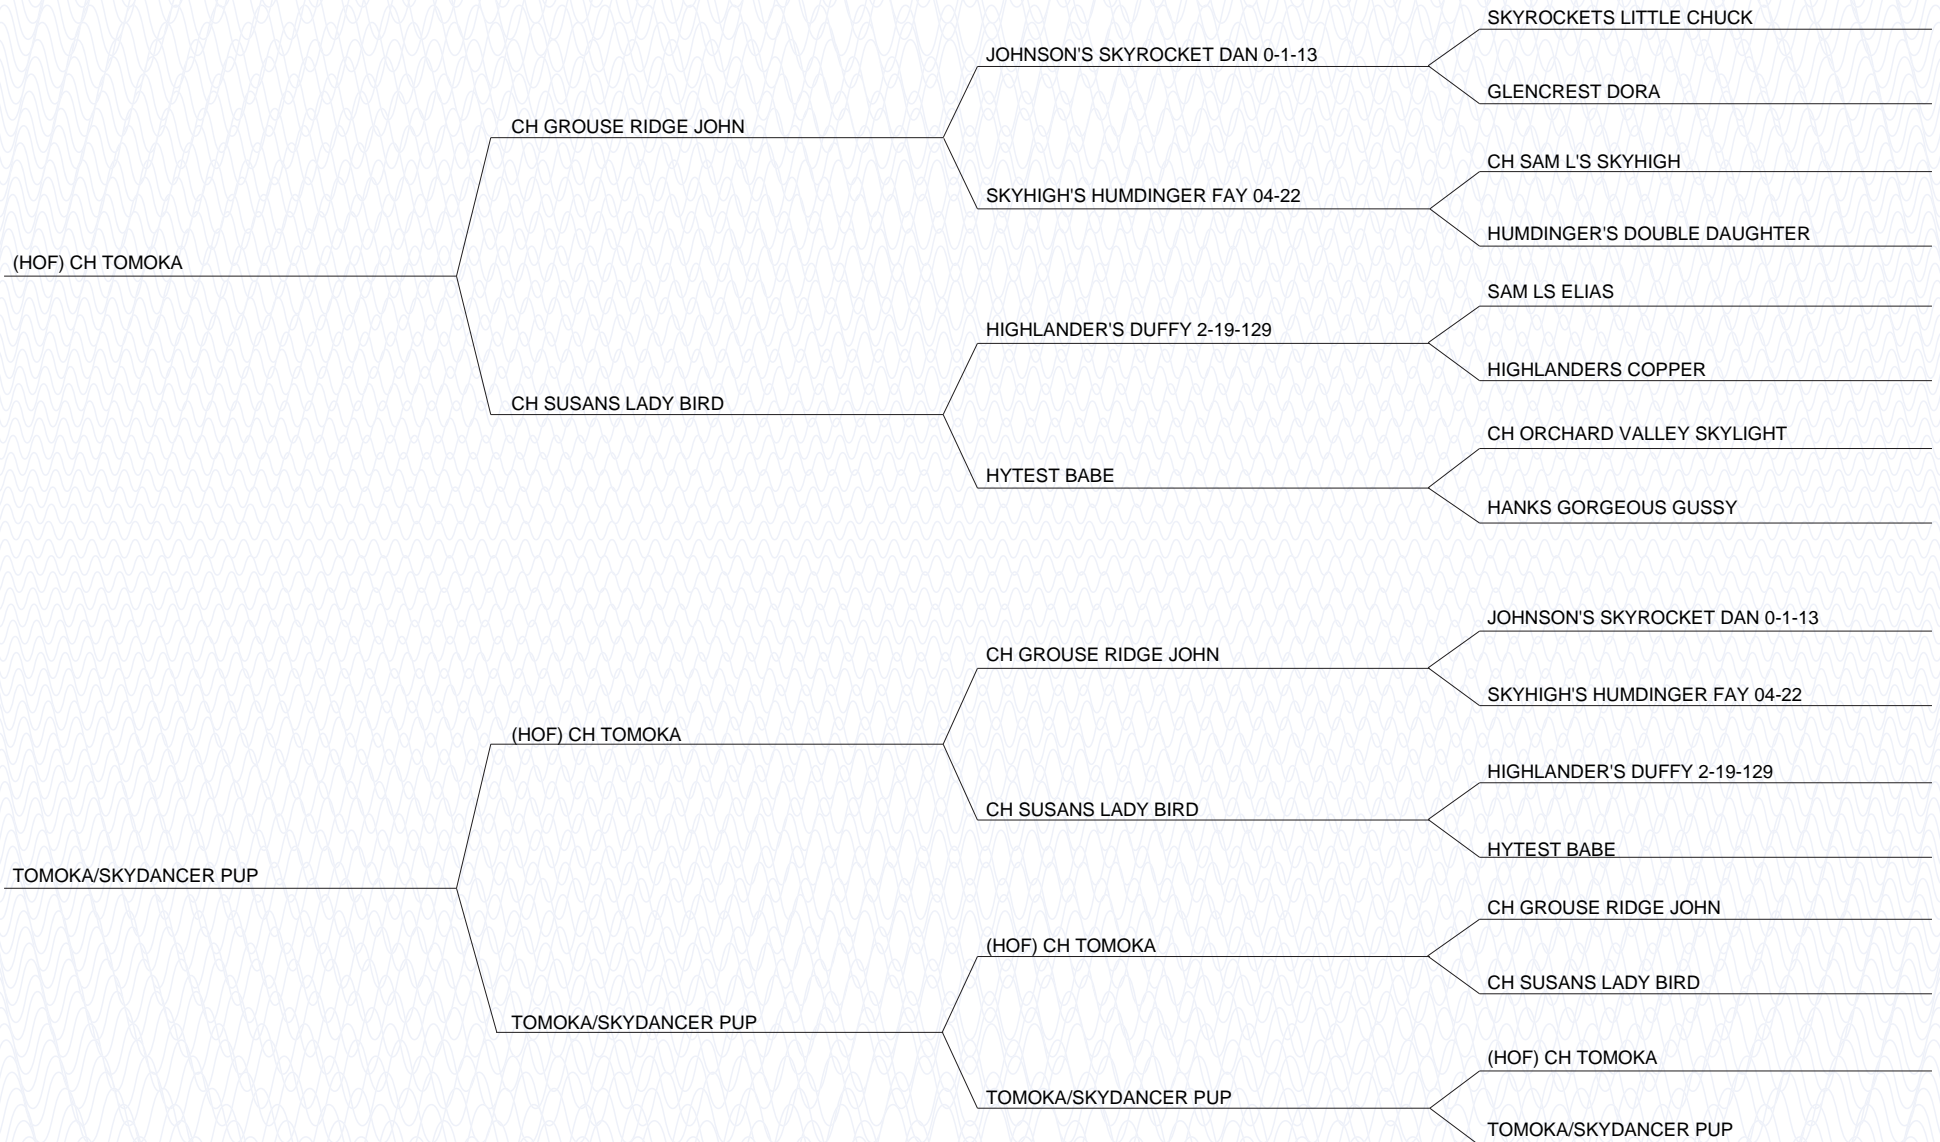 SKYROCKETS LITTLE CHUCK
JOHNSON'S SKYROCKET DAN 0-1-13
GLENCREST DORA
CH GROUSE RIDGE JOHN
CH SAM L'S SKYHIGH
SKYHIGH'S HUMDINGER FAY 04-22
HUMDINGER'S DOUBLE DAUGHTER
(HOF) CH TOMOKA
SAM LS ELIAS
HIGHLANDER'S DUFFY 2-19-129
HIGHLANDERS COPPER
CH SUSANS LADY BIRD
CH ORCHARD VALLEY SKYLIGHT
HYTEST BABE
HANKS GORGEOUS GUSSY
JOHNSON'S SKYROCKET DAN 0-1-13
CH GROUSE RIDGE JOHN
SKYHIGH'S HUMDINGER FAY 04-22
(HOF) CH TOMOKA
HIGHLANDER'S DUFFY 2-19-129
CH SUSANS LADY BIRD
HYTEST BABE
TOMOKA/SKYDANCER PUP
CH GROUSE RIDGE JOHN
(HOF) CH TOMOKA
CH SUSANS LADY BIRD
TOMOKA/SKYDANCER PUP
(HOF) CH TOMOKA
TOMOKA/SKYDANCER PUP
TOMOKA/SKYDANCER PUP